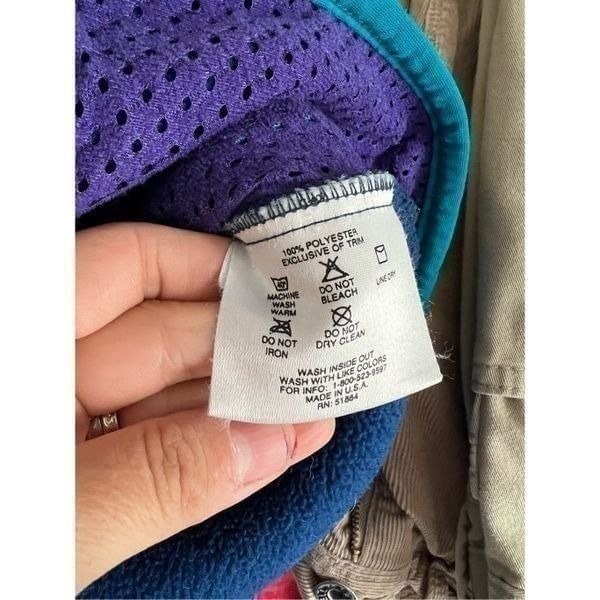 100% POLYESTER
EXCLUSIVE OF TRIM
MACHINE
WASH
WARM
DO NOT
BLEACH
LINE DRY
DO NOT
IRON
DO NOT
DRY CLEAN
WASH INSIDE OUT
WASH WITH LIKE COLORS
FOR INFO: 1-800-523-9597
MADE IN U.S.A.
RN: 51884